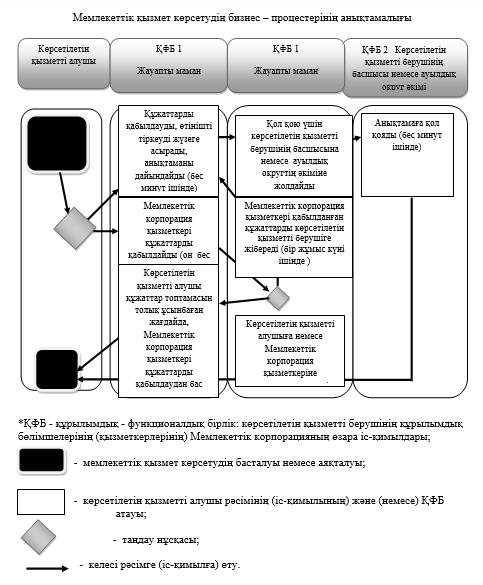 Мемлекеттік қызмет көрсетудің бизнес – процестерінің анықтамалығы
Көрсетілетін
қызметті алушы
ҚФБ 1
Жауапты маман
ҚФБ 1
Жауапты маман
ҚФБ 2 Көрсетілетін
қызметті берушінің
басшысы немесе ауылдық
округ әкімі
Құжаттарды
қабылдауды, өтінішті
тіркеуді жүзеге
асырады,
анықтаманы
дайындайды (бес
минут ішінде)
Қол қою үшін
көрсетілетін қызметті
берушінің басшысына
немесе ауылдық
округтің әкіміне
жолдайды
Анықтамаға қол
қояды (бес минут
ішінде)
Мемлекеттік
корпорация
қызметкері
құжаттарды
қабылдайды (он бес
Мемлекеттік корпорация
қызметкері қабылданған
құжаттарды көрсетілетін
қызметті берушіге
жібереді (бір жұмыс күні
ішінде )
Көрсетілетін
қызметті алушы
құжаттар топтамасын
толық ұсынбаған
жағдайда,
Мемлекеттік
корпорация
қызметкері
құжаттарды
қабылдаудан бас
Көрсетілетін қызметті
алушыға немесе
Мемлекеттік
корпорация
қызметкеріне
*ҚФБ - құрылымдық - функционалдық бірлік: көрсетілетін қызметті берушінің құрылымдық
бөлімшелерінің (қызметкерлерінің) Мемлекеттік корпорацияның өзара іс-қимылдары;
- мемлекеттік қызмет көрсетудің басталуы немесе аяқталуы;
- көрсетілетін қызметті алушы рәсімінің (іс-қимылының) және (немесе) ҚФБ
атауы;
- таңдау нұсқасы;
- келесі рәсімге (іс-қимылға) өту.